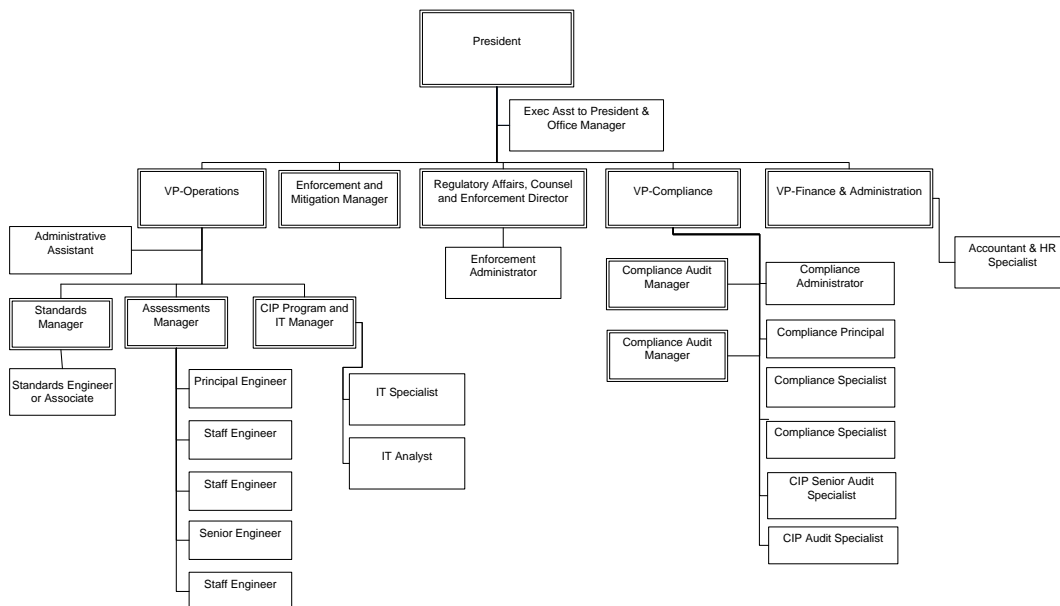 President
Exec Asst to President &
Office Manager
VP-Operations
Enforcement and
Mitigation Manager
Regulatory Affairs, Counsel
and Enforcement Director
VP-Compliance
VP-Finance & Administration
Administrative
Assistant
Enforcement
Administrator
Accountant & HR
Specialist
Compliance Audit
Manager
Compliance
Administrator
Standards
Manager
Assessments
Manager
CIP Program and
IT Manager
Compliance Audit
Manager
Compliance Principal
Standards Engineer
or Associate
Principal Engineer
IT Specialist
Compliance Specialist
Staff Engineer
IT Analyst
Compliance Specialist
Staff Engineer
CIP Senior Audit
Specialist
Senior Engineer
CIP Audit Specialist
Staff Engineer